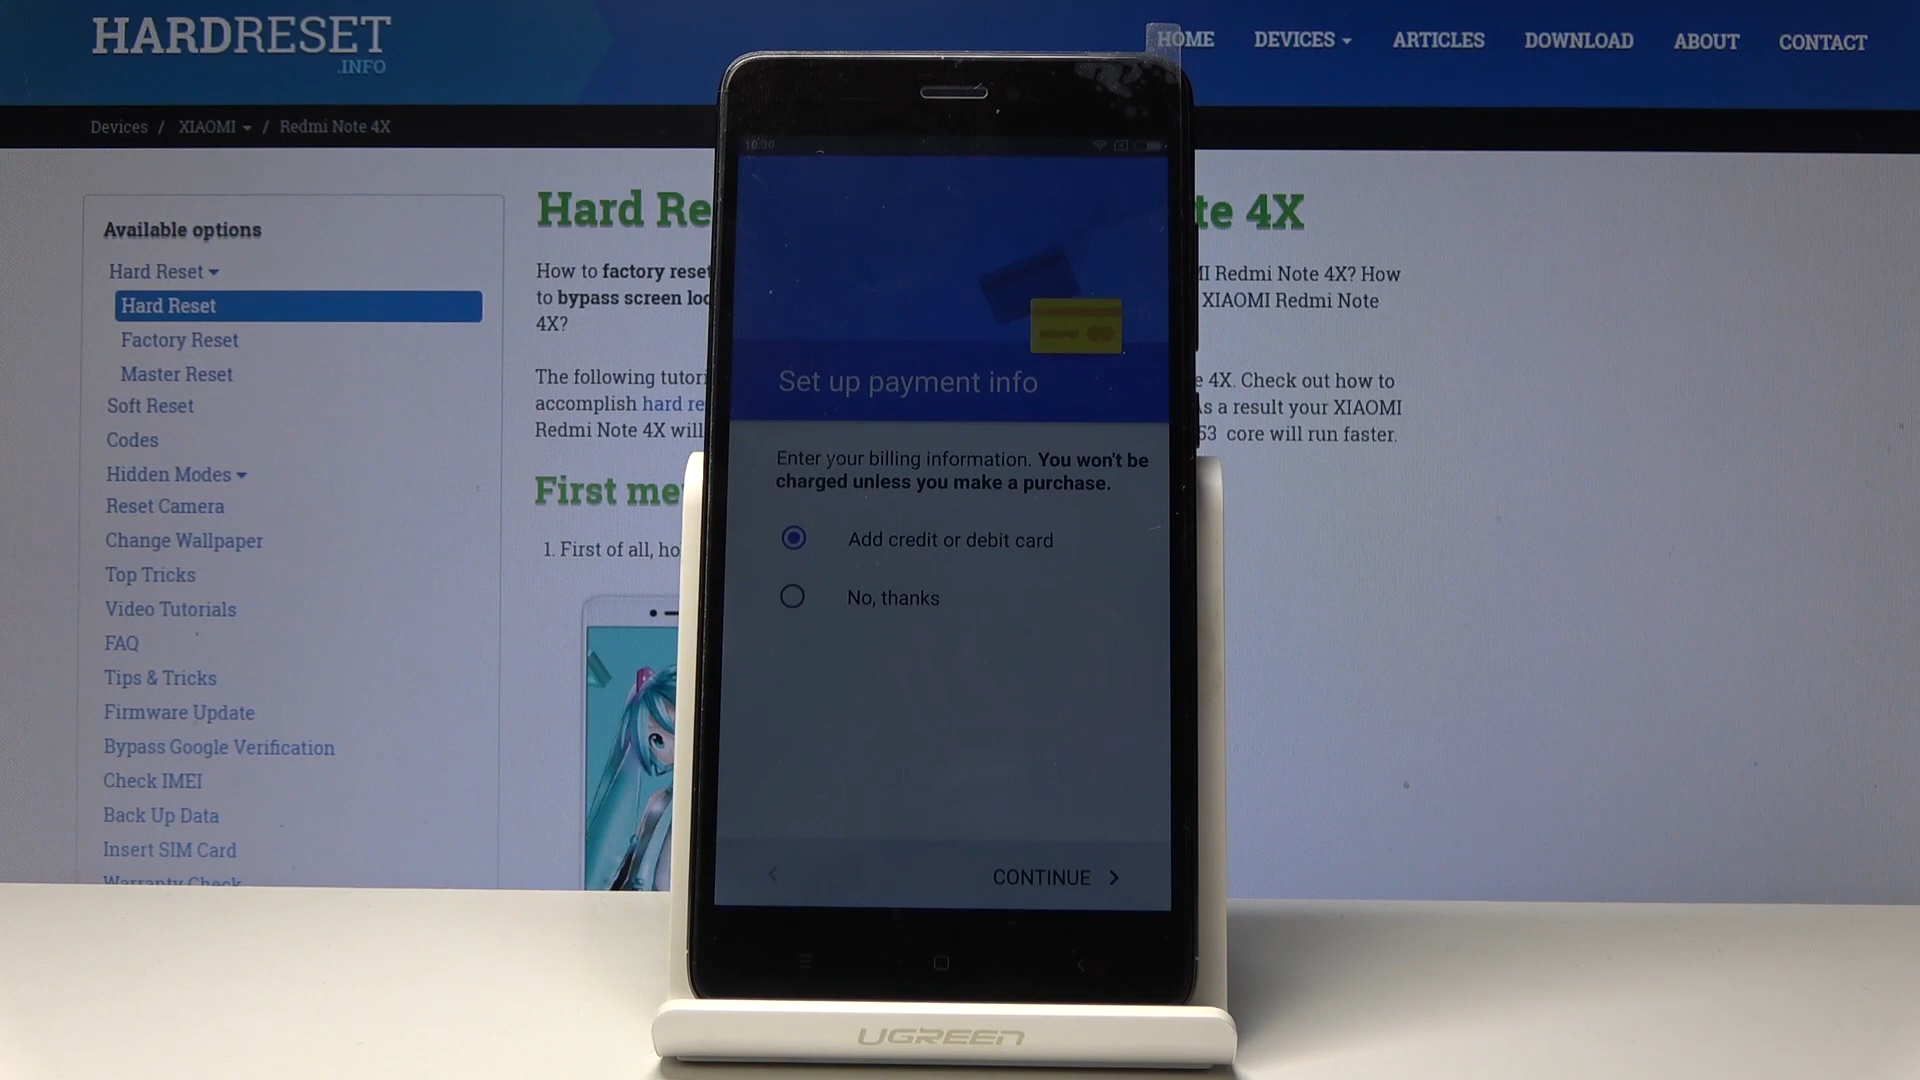 HARDRESET
.INFO
HOME DEVICES ARTICLES DOWNLOAD ABOUT CONTACT
Devices / XIAOMI / Redmi Note 4X
Available options
Hard Reset
Hard Reset
Factory Reset
Master Reset
Soft Reset
Codes
Hidden Modes
Reset Camera
Change Wallpaper
Top Tricks
Video Tutorials
FAQ
Tips & Tricks
Firmware Update
Bypass Google Verification
Check IMEI
Back Up Data
Insert SIM Card
Warranty Check
Hard Re
te 4X
How to factory reset
MI Redmi Note 4X? How
to bypass screen loc
XIAOMI Redmi Note
4X?
The following tutori
e 4X. Check out how to
accomplish hard re
As a result your XIAOMI
Redmi Note 4X will
53 core will run faster.
First me
1. First of all, ho
10:30
Set up payment info
Enter your billing information. You won't be
charged unless you make a purchase.
Add credit or debit card
No, thanks
CONTINUE
UGREEN